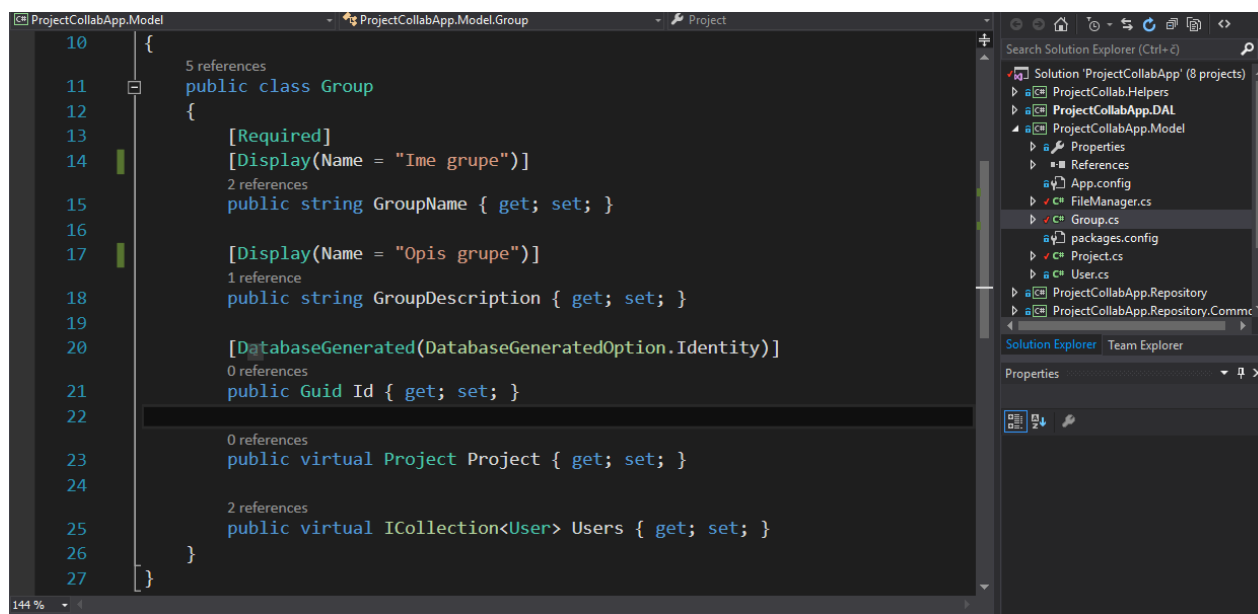 ProjectCollabApp.Model
ProjectCollabApp.Model.Group
Project
10 {
5 references
11 public class Group
12 {
13 [Required]
14 [Display(Name = "Ime grupe")]
2 references
15 public string GroupName { get; set; }
16
17 [Display(Name = "Opis grupe")]
1 reference
18 public string GroupDescription { get; set; }
19
20 [DatabaseGenerated(DatabaseGeneratedOption.Identity)]
0 references
21 public Guid Id { get; set; }
22
0 references
23 public virtual Project Project { get; set; }
24
2 references
25 public virtual ICollection<User> Users { get; set; }
26 }
27 }
144 %
Search Solution Explorer (Ctrl+č)
Solution 'ProjectCollabApp' (8 projects)
C# ProjectCollab.Helpers
C# ProjectCollabApp.DAL
C# ProjectCollabApp.Model
Properties
References
App.config
C# FileManager.cs
C# Group.cs
packages.config
C# Project.cs
C# User.cs
C# ProjectCollabApp.Repository
C# ProjectCollabApp.Repository.Commo
Solution Explorer Team Explorer
Properties